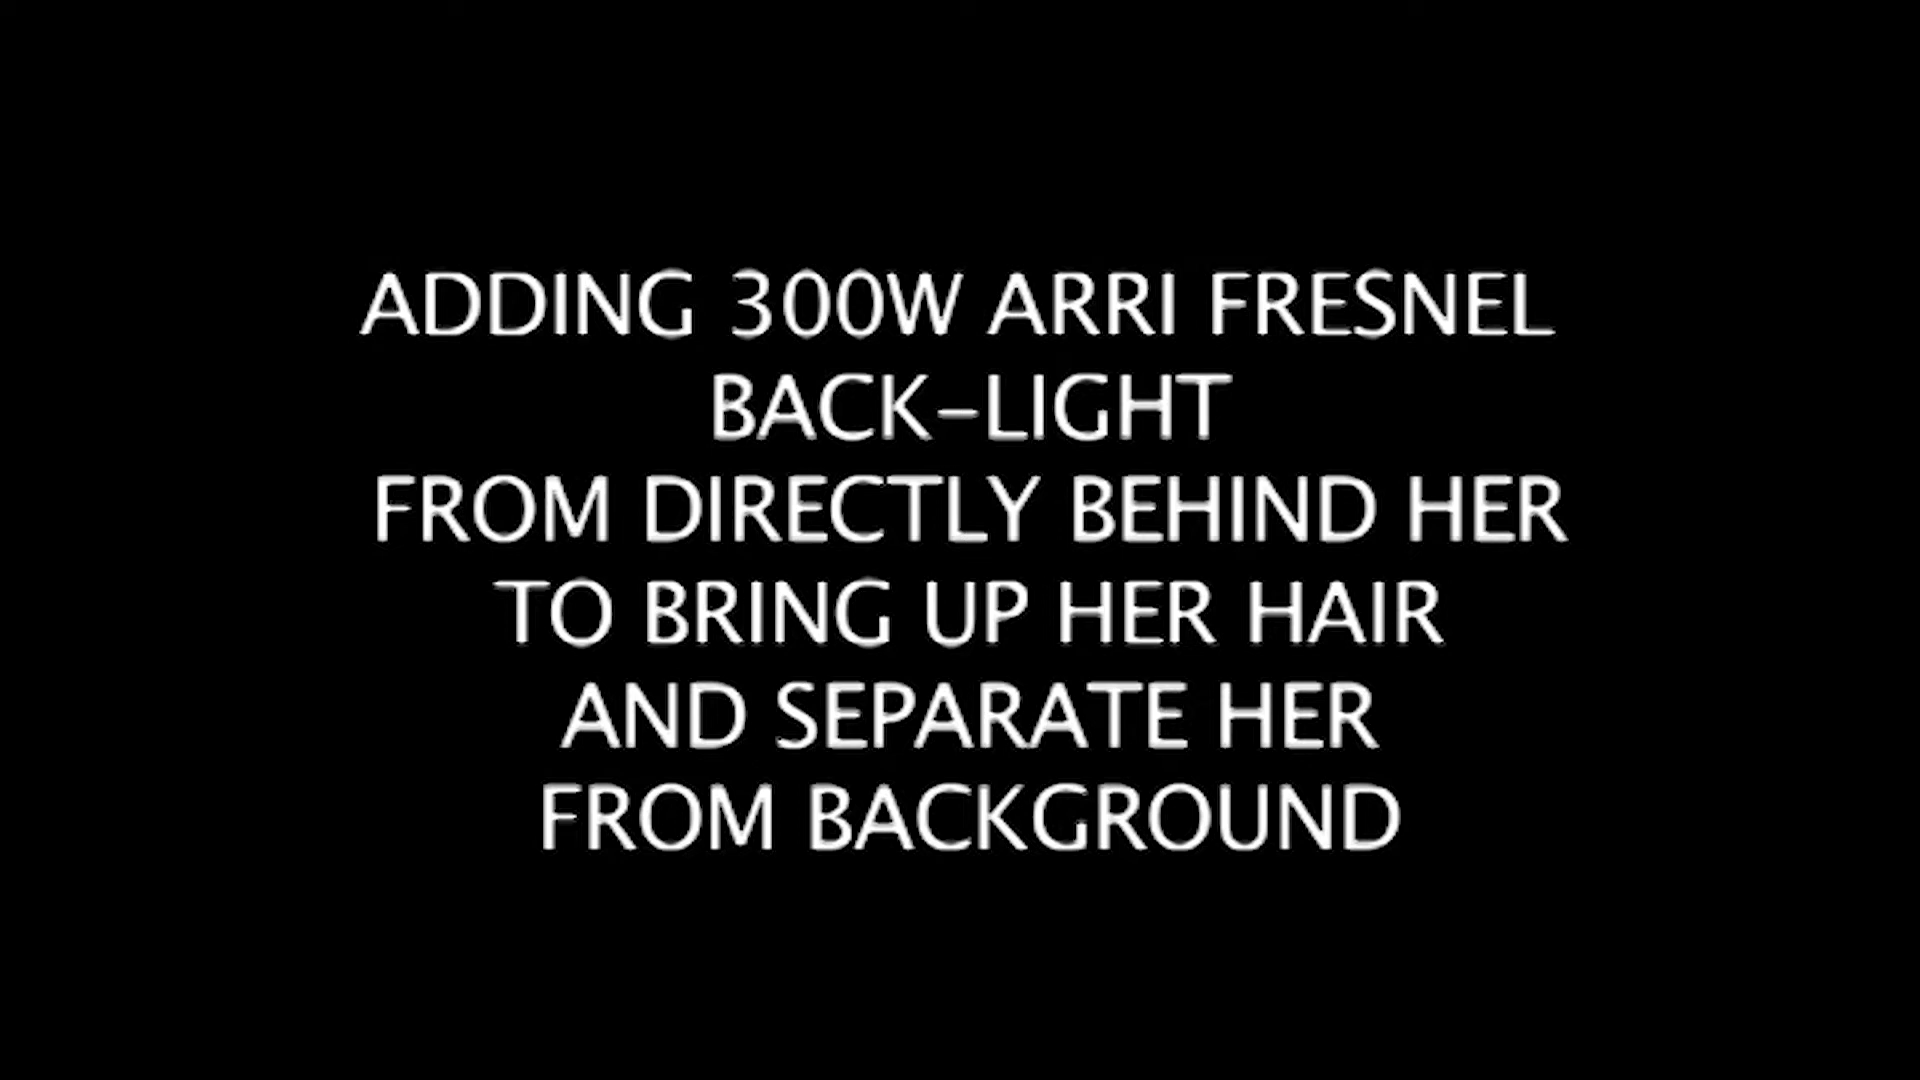 ADDING 300W ARRI FRESNEL
BACK-LIGHT
FROM DIRECTLY BEHIND HER
TO BRING UP HER HAIR
AND SEPARATE HER
FROM BACKGROUND